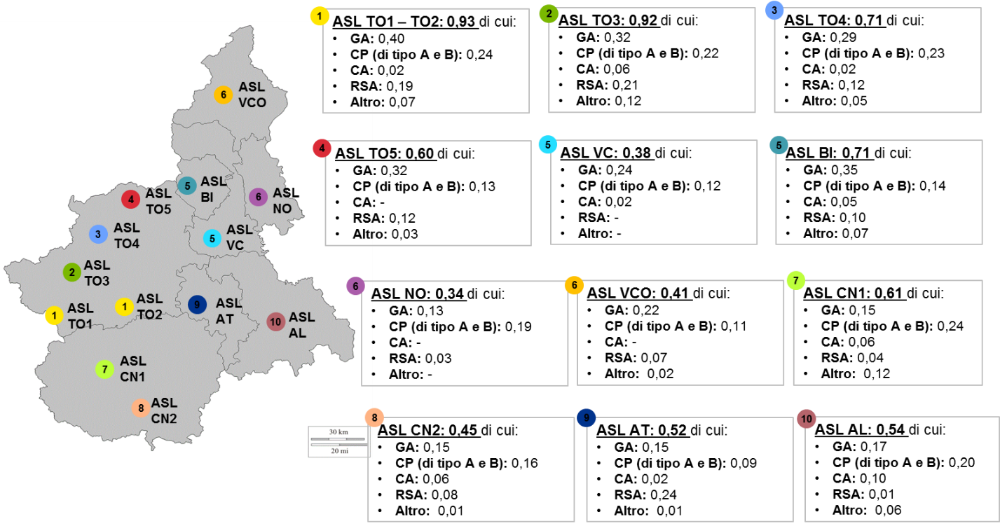 6
ASL
VCO
5
ASL
BI
6
ASL
NO
4
ASL
TO5
3
ASL
TO4
5
ASL
VC
2
ASL
TO3
1
ASL
TO1
1
ASL
TO2
9
ASL
AT
10
ASL
AL
7
ASL
CN1
8
ASL
CN2
30 km
20 mi
1
ASL TO1 – TO2: 0,93 di cui:
• GA: 0,40
• CP (di tipo A e B): 0,24
• CA: 0,02
• RSA: 0,19
• Altro: 0,07
2
ASL TO3: 0,92 di cui:
• GA: 0,32
• CP (di tipo A e B): 0,22
• CA: 0,06
• RSA: 0,21
• Altro: 0,12
3
ASL TO4: 0,71 di cui:
• GA: 0,29
• CP (di tipo A e B): 0,23
• CA: 0,02
• RSA: 0,12
• Altro: 0,05
4
ASL TO5: 0,60 di cui:
• GA: 0,32
• CP (di tipo A e B): 0,13
• CA: -
• RSA: 0,12
• Altro: 0,03
5
ASL VC: 0,38 di cui:
• GA: 0,24
• CP (di tipo A e B): 0,12
• CA: 0,02
• RSA: -
• Altro: -
5
ASL BI: 0,71 di cui:
• GA: 0,35
• CP (di tipo A e B): 0,14
• CA: 0,05
• RSA: 0,10
• Altro: 0,07
6
ASL NO: 0,34 di cui:
• GA: 0,13
• CP (di tipo A e B): 0,19
• CA: -
• RSA: 0,03
• Altro: -
6
ASL VCO: 0,41 di cui:
• GA: 0,22
• CP (di tipo A e B): 0,11
• CA: -
• RSA: 0,07
• Altro: 0,02
7
ASL CN1: 0,61 di cui:
• GA: 0,15
• CP (di tipo A e B): 0,24
• CA: 0,06
• RSA: 0,04
• Altro: 0,12
8
ASL CN2: 0,45 di cui:
• GA: 0,15
• CP (di tipo A e B): 0,16
• CA: 0,06
• RSA: 0,08
• Altro: 0,01
9
ASL AT: 0,52 di cui:
• GA: 0,15
• CP (di tipo A e B): 0,09
• CA: 0,02
• RSA: 0,24
• Altro: 0,01
10
ASL AL: 0,54 di cui:
• GA: 0,17
• CP (di tipo A e B): 0,20
• CA: 0,10
• RSA: 0,01
• Altro: 0,06